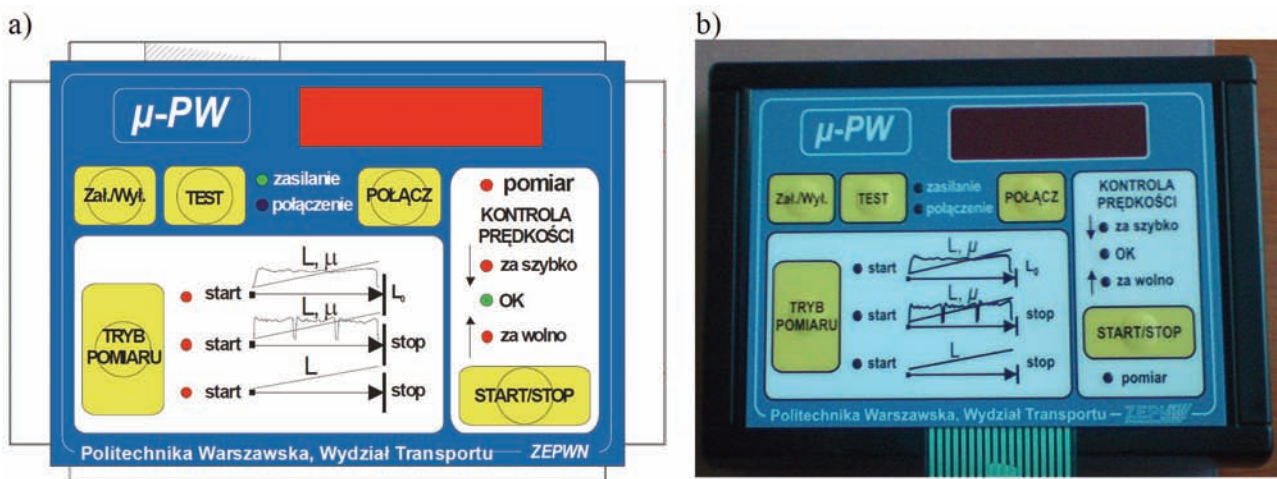 a)
μ-PW
Zał./Wył.
TEST
zasilanie
połączenie
POŁĄCZ
pomiar
KONTROLA
PRĘDKOŚCI
za szybko
OK
za wolno
START/STOP
TRYB
POMIARU
start
L, μ
L₀
start
L, μ
stop
start
L
stop
Politechnika Warszawska, Wydział Transportu
ZEPWN
b)
μ-PW
Zał./Wył.
TEST
zasilanie
połączenie
POŁĄCZ
KONTROLA
PRĘDKOŚCI
za szybko
OK
za wolno
START/STOP
pomiar
TRYB
POMIARU
start
L, μ
L₀
start
L, μ
stop
start
L
stop
Politechnika Warszawska, Wydział Transportu